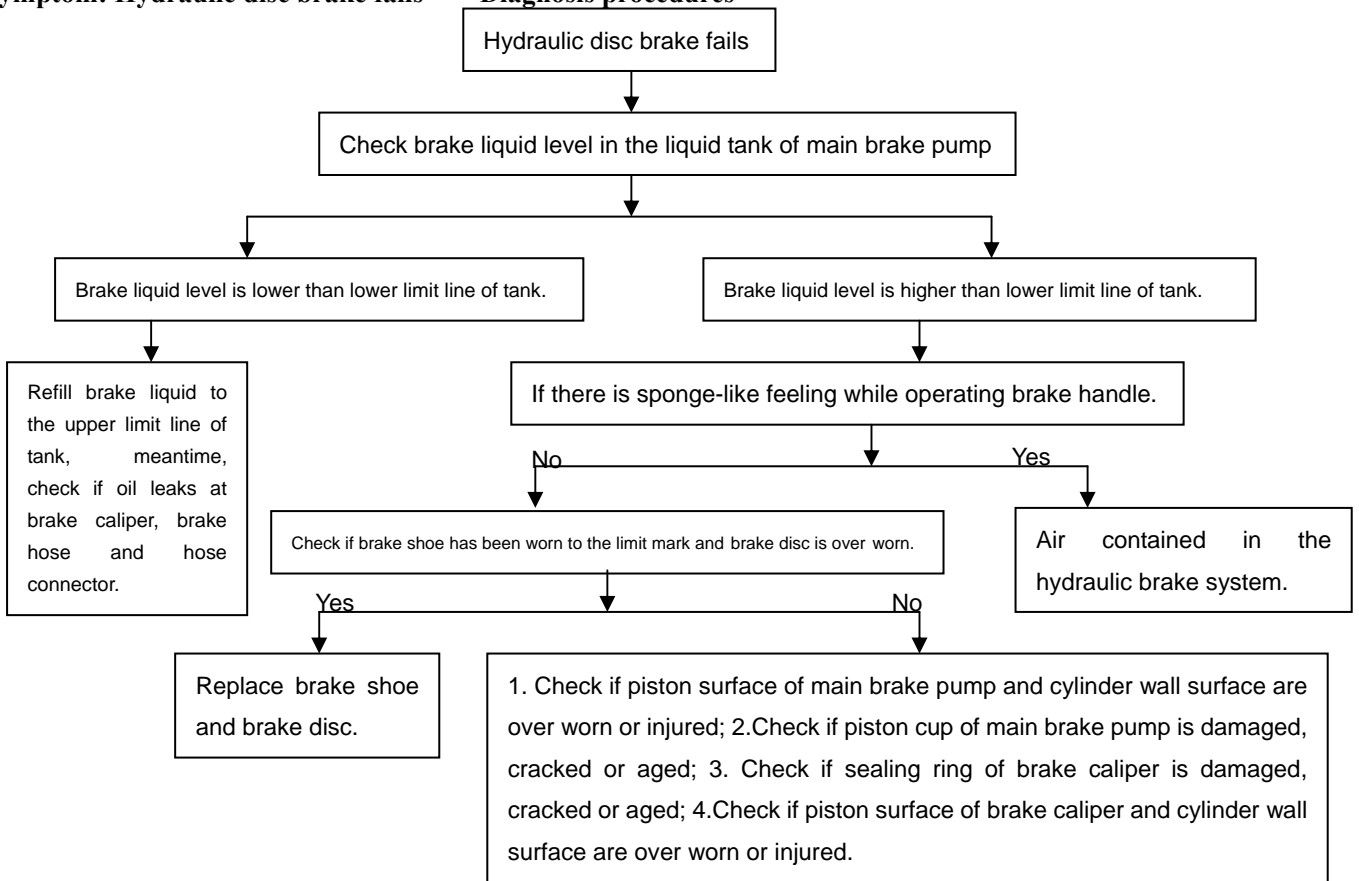 ymptom: Hydraulic disc brake fails Diagnosis procedures
Hydraulic disc brake fails
Check brake liquid level in the liquid tank of main brake pump
Brake liquid level is lower than lower limit line of tank.
Brake liquid level is higher than lower limit line of tank.
Refill brake liquid to
the upper limit line of
tank, meantime,
check if oil leaks at
brake caliper, brake
hose and hose
connector.
If there is sponge-like feeling while operating brake handle.
No
Yes
Check if brake shoe has been worn to the limit mark and brake disc is over worn.
Air contained in the
hydraulic brake system.
Yes
No
Replace brake shoe
and brake disc.
1. Check if piston surface of main brake pump and cylinder wall surface are
over worn or injured; 2.Check if piston cup of main brake pump is damaged,
cracked or aged; 3. Check if sealing ring of brake caliper is damaged,
cracked or aged; 4.Check if piston surface of brake caliper and cylinder wall
surface are over worn or injured.